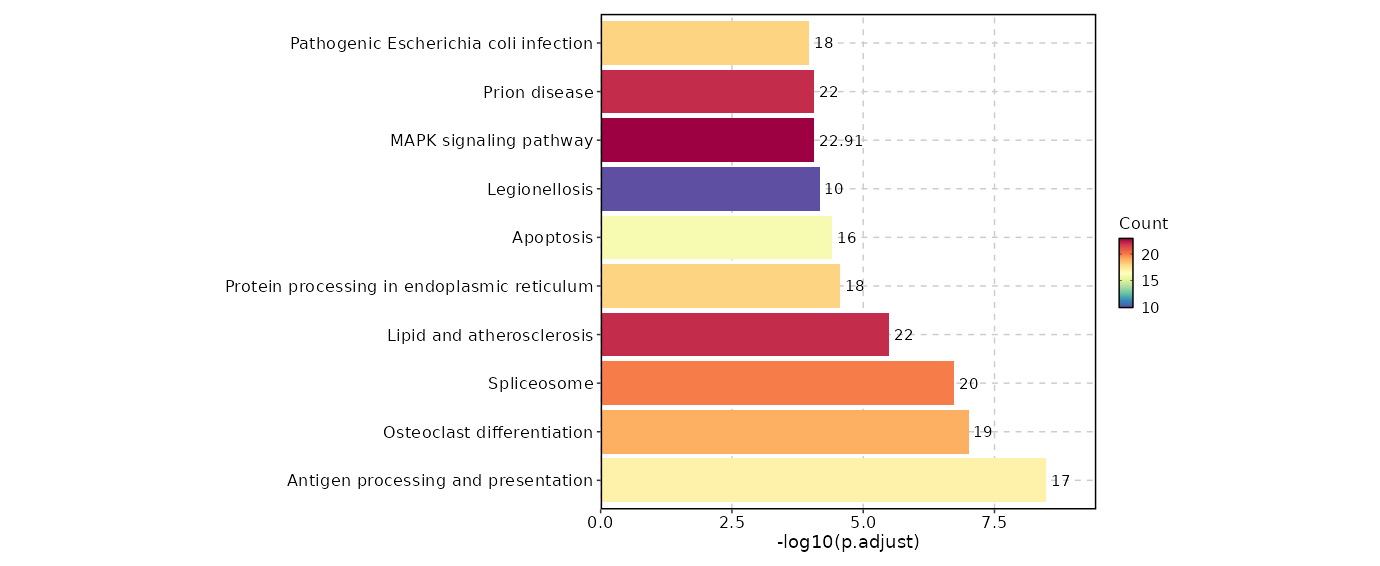 Pathogenic Escherichia coli infection 18
Prion disease 22
MAPK signaling pathway 22.91
Legionellosis 10
Apoptosis 16
Protein processing in endoplasmic reticulum 18
Lipid and atherosclerosis 22
Spliceosome 20
Osteoclast differentiation 19
Antigen processing and presentation 17
0.0 2.5 5.0 7.5
-log10(p.adjust)
Count
20
15
10